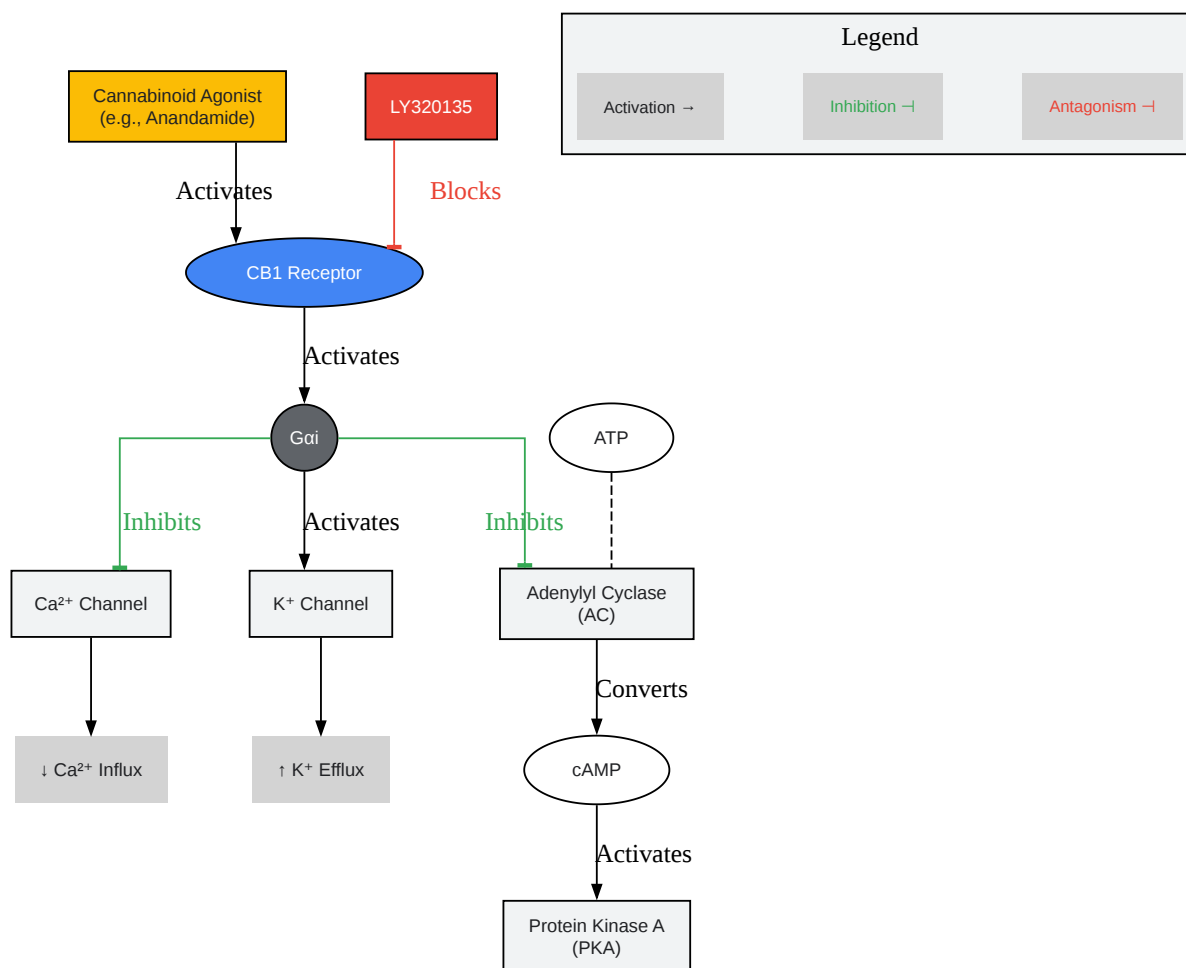 Legend
Activation →
Inhibition ⊣
Antagonism ⊣
Cannabinoid Agonist
(e.g., Anandamide)
LY320135
Activates
Blocks
CB1 Receptor
Activates
Gαi
ATP
Inhibits
Activates
Inhibits
Ca²⁺ Channel
K⁺ Channel
Adenylyl Cyclase
(AC)
Converts
↓ Ca²⁺ Influx
↑ K⁺ Efflux
cAMP
Activates
Protein Kinase A
(PKA)